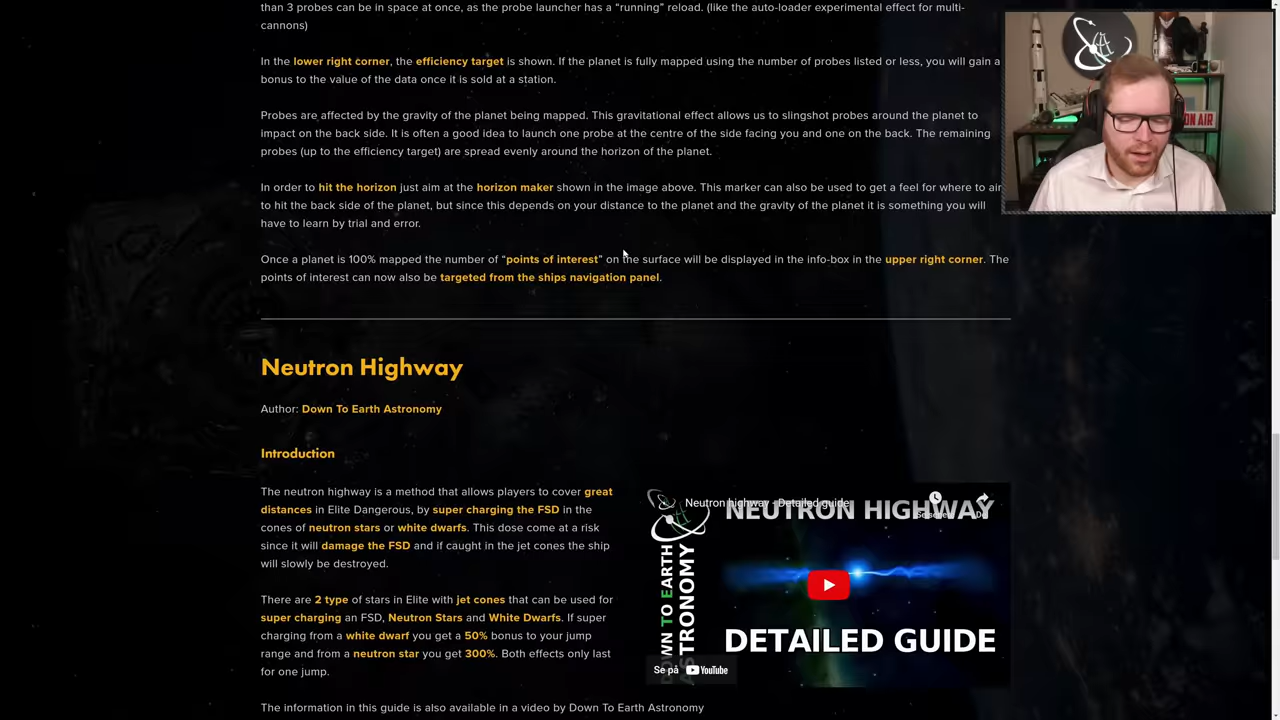 than 3 probes can be in space at once, as the probe launcher has a “running” reload. (like the auto-loader experimental effect for multi-
cannons)
In the lower right corner, the efficiency target is shown. If the planet is fully mapped using the number of probes listed or less, you will gain a
bonus to the value of the data once it is sold at a station.
Probes are affected by the gravity of the planet being mapped. This gravitational effect allows us to slingshot probes around the planet to
impact on the back side. It is often a good idea to launch one probe at the centre of the side facing you and one on the back. The remaining
probes (up to the efficiency target) are spread evenly around the horizon of the planet.
In order to hit the horizon just aim at the horizon maker shown in the image above. This marker can also be used to get a feel for where to aim
to hit the back side of the planet, but since this depends on your distance to the planet and the gravity of the planet it is something you will
have to learn by trial and error.
Once a planet is 100% mapped the number of “points of interest” on the surface will be displayed in the info-box in the upper right corner. The
points of interest can now also be targeted from the ships navigation panel.
Neutron Highway
Author: Down To Earth Astronomy
Introduction
The neutron highway is a method that allows players to cover great
distances in Elite Dangerous, by super charging the FSD in the
cones of neutron stars or white dwarfs. This dose come at a risk
since it will damage the FSD and if caught in the jet cones the ship
will slowly be destroyed.
There are 2 type of stars in Elite with jet cones that can be used for
super charging an FSD, Neutron Stars and White Dwarfs. If super
charging from a white dwarf you get a 50% bonus to your jump
range and from a neutron star you get 300%. Both effects only last
for one jump.
Neutron highway - Detailed guide
NEUTRON HIGHWAY
DOWN TO EARTH
ASTRONOMY
DETAILED GUIDE
Se på YouTube
The information in this guide is also available in a video by Down To Earth Astronomy
ON AIR